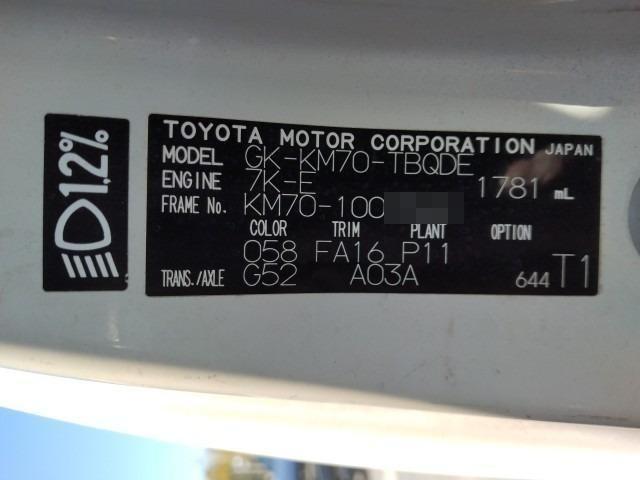 1.2%
TOYOTA MOTOR CORPORATION JAPAN
MODEL GK-KM70-TBQDE
ENGINE 7K-E 1781 mL
FRAME No. KM70-100
COLOR TRIM PLANT OPTION
058 FA16 P11
TRANS./AXLE G52 A03A 644 T1